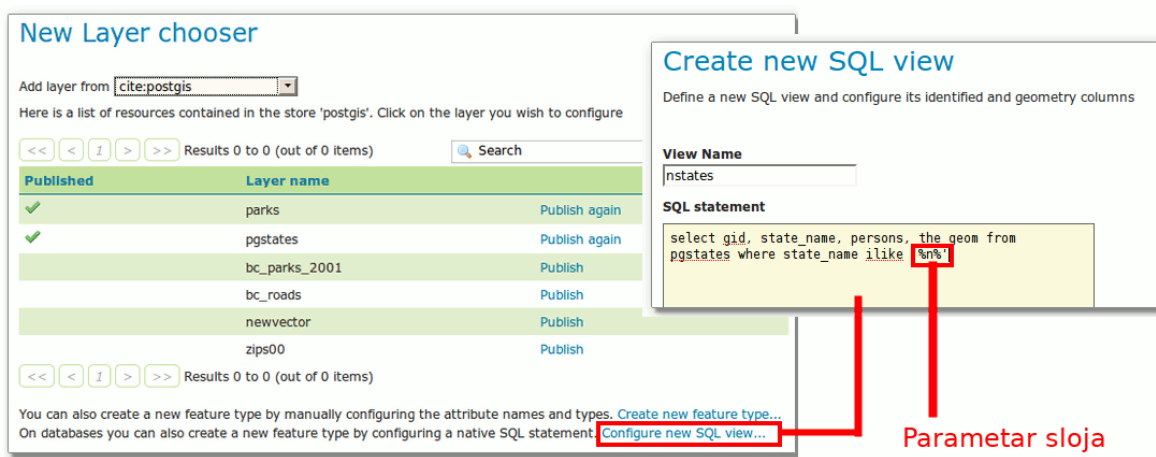 New Layer chooser
Add layer from cite:postgis
Here is a list of resources contained in the store 'postgis'. Click on the layer you wish to configure
<< < 1 > >> Results 0 to 0 (out of 0 items) Search
Published Layer name
parks Publish again
pgstates Publish again
bc_parks_2001 Publish
bc_roads Publish
newvector Publish
zips00 Publish
<< < 1 > >> Results 0 to 0 (out of 0 items)
You can also create a new feature type by manually configuring the attribute names and types. Create new feature type...
On databases you can also create a new feature type by configuring a native SQL statement. Configure new SQL view...
Create new SQL view
Define a new SQL view and configure its identified and geometry columns
View Name
nstates
SQL statement
select gid, state_name, persons, the_geom from
pgstates where state_name ilike '%n%'
Parametar sloja